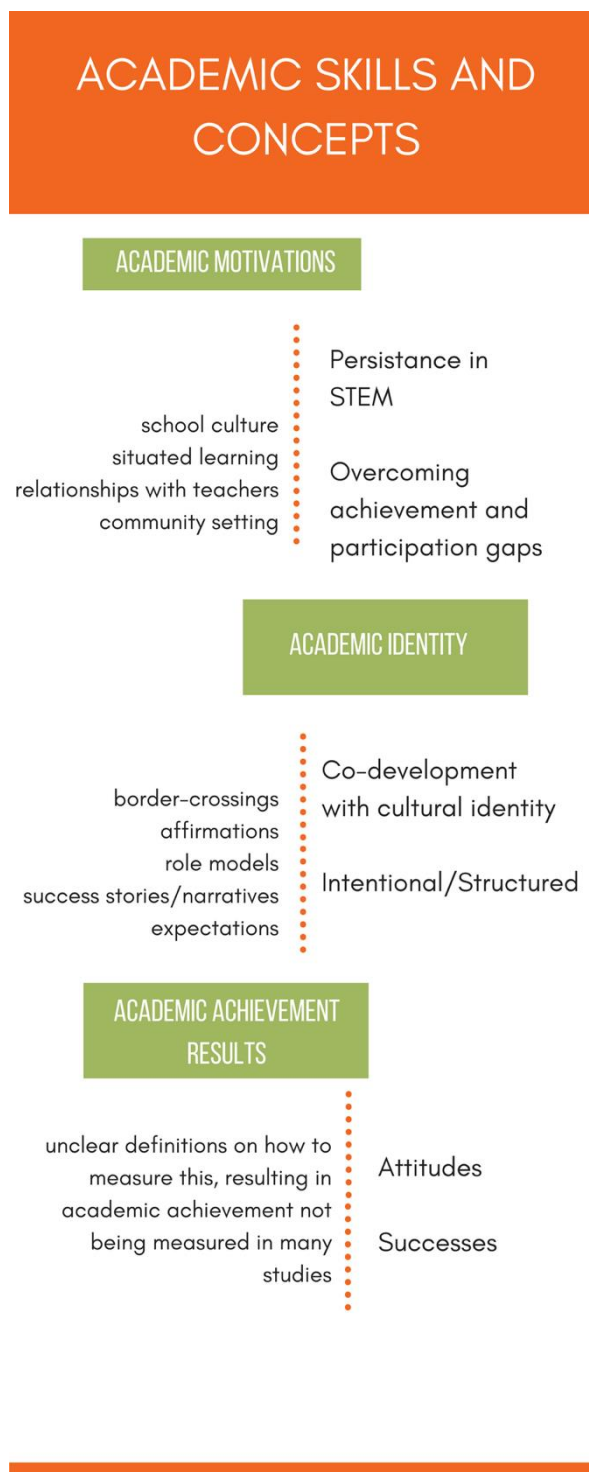 ACADEMIC SKILLS AND
CONCEPTS
ACADEMIC MOTIVATIONS
school culture
situated learning
relationships with teachers
community setting
Persistance in
STEM
Overcoming
achievement and
participation gaps
ACADEMIC IDENTITY
border-crossings
affirmations
role models
success stories/narratives
expectations
Co-development
with cultural identity
Intentional/Structured
ACADEMIC ACHIEVEMENT
RESULTS
unclear definitions on how to
measure this, resulting in
academic achievement not
being measured in many
studies
Attitudes
Successes